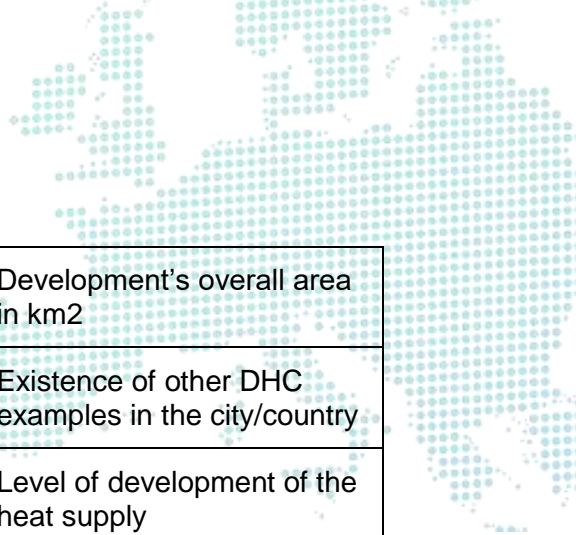 Development’s overall area
in km2
Existence of other DHC
examples in the city/country
Level of development of the
heat supply